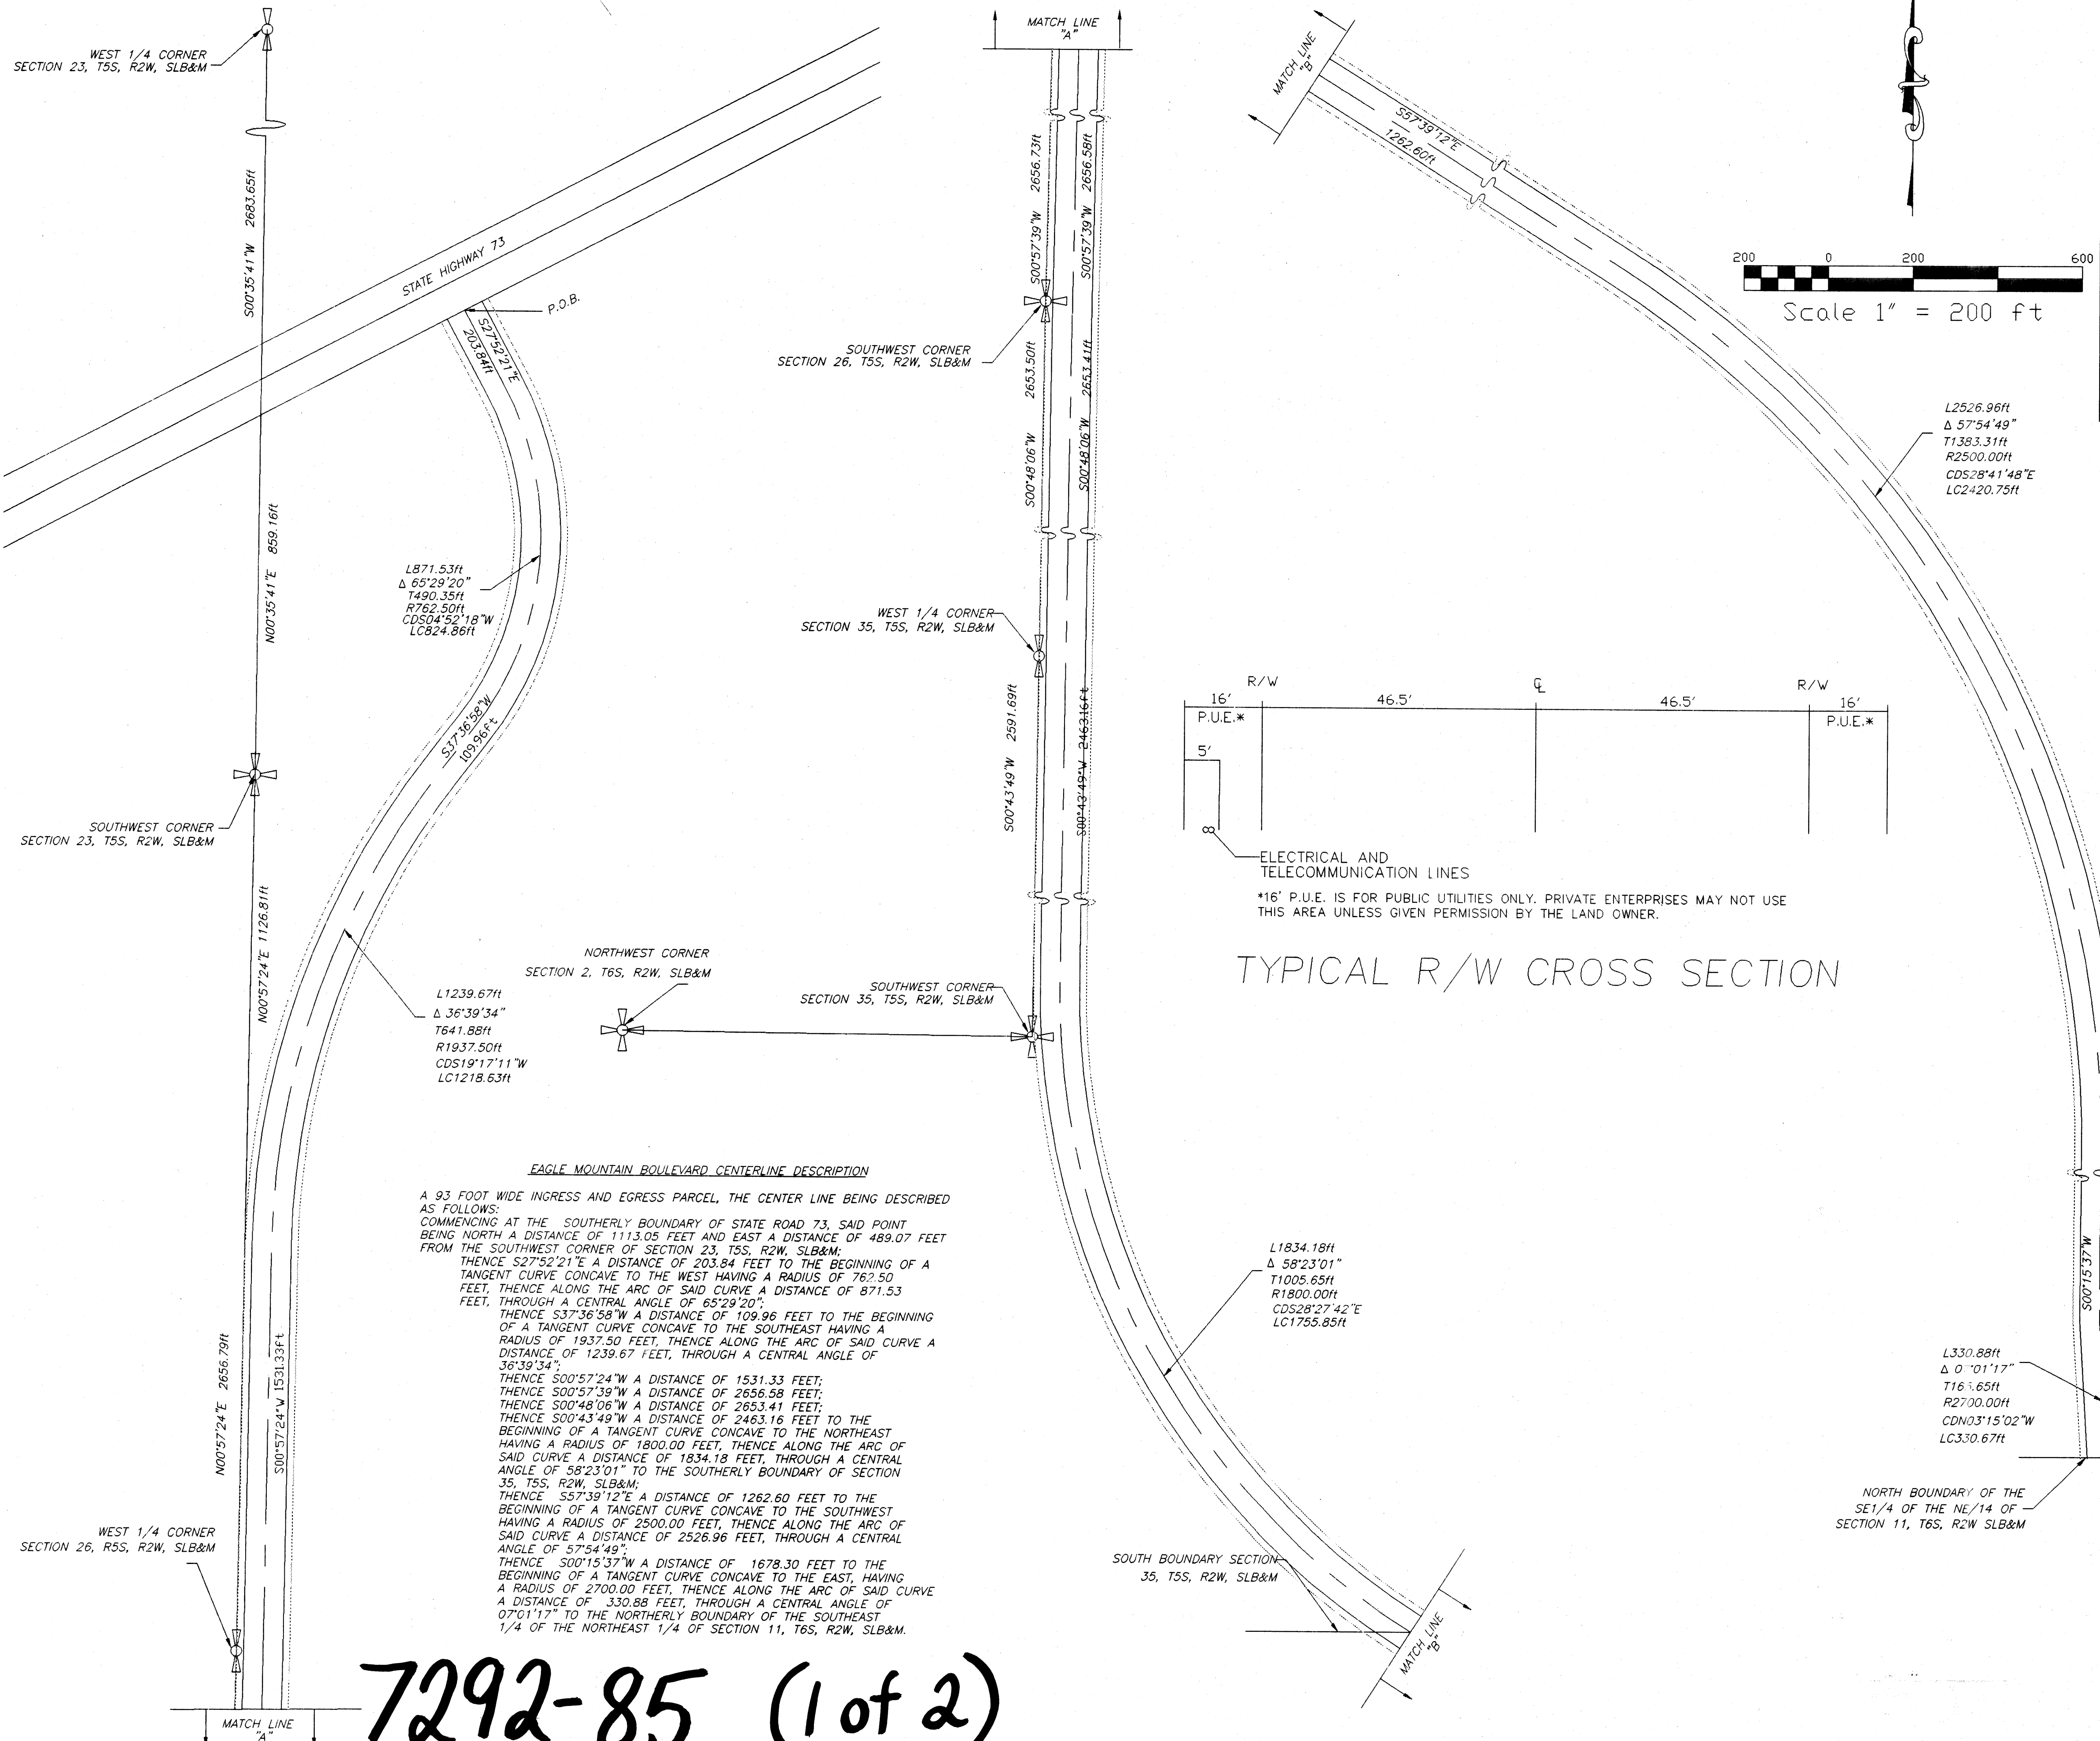 WEST 1/4 CORNER
SECTION 23, T5S, R2W, SLB&M
S00°35'41"W 2683.65ft
STATE HIGHWAY 73
P.O.B.
S27°52'21"E
203.84ft
N00°35'41"E 859.16ft
L871.53ft
Δ 65°29'20"
T490.35ft
R762.50ft
CDS04°52'18"W
LC824.86ft
S37°36'58"W
109.96ft
SOUTHWEST CORNER
SECTION 23, T5S, R2W, SLB&M
N00°57'24"E 1126.81ft
L1239.67ft
Δ 36°39'34"
T641.88ft
R1937.50ft
CDS19°17'11"W
LC1218.63ft
N00°57'24"E 2656.79ft
S00°57'24"W 1531.33ft
WEST 1/4 CORNER
SECTION 26, R5S, R2W, SLB&M
MATCH LINE
"A"
EAGLE MOUNTAIN BOULEVARD CENTERLINE DESCRIPTION
A 93 FOOT WIDE INGRESS AND EGRESS PARCEL, THE CENTER LINE BEING DESCRIBED
AS FOLLOWS:
COMMENCING AT THE SOUTHERLY BOUNDARY OF STATE ROAD 73, SAID POINT
BEING NORTH A DISTANCE OF 1113.05 FEET AND EAST A DISTANCE OF 489.07 FEET
FROM THE SOUTHWEST CORNER OF SECTION 23, T5S, R2W, SLB&M;
THENCE S27°52'21"E A DISTANCE OF 203.84 FEET TO THE BEGINNING OF A
TANGENT CURVE CONCAVE TO THE WEST HAVING A RADIUS OF 762.50
FEET, THENCE ALONG THE ARC OF SAID CURVE A DISTANCE OF 871.53
FEET, THROUGH A CENTRAL ANGLE OF 65°29'20";
THENCE S37°36'58"W A DISTANCE OF 109.96 FEET TO THE BEGINNING
OF A TANGENT CURVE CONCAVE TO THE SOUTHEAST HAVING A
RADIUS OF 1937.50 FEET, THENCE ALONG THE ARC OF SAID CURVE A
DISTANCE OF 1239.67 FEET, THROUGH A CENTRAL ANGLE OF
36°39'34";
THENCE S00°57'24"W A DISTANCE OF 1531.33 FEET;
THENCE S00°57'39"W A DISTANCE OF 2656.58 FEET;
THENCE S00°48'06"W A DISTANCE OF 2653.41 FEET;
THENCE S00°43'49"W A DISTANCE OF 2463.16 FEET TO THE
BEGINNING OF A TANGENT CURVE CONCAVE TO THE NORTHEAST
HAVING A RADIUS OF 1800.00 FEET, THENCE ALONG THE ARC OF
SAID CURVE A DISTANCE OF 1834.18 FEET, THROUGH A CENTRAL
ANGLE OF 58°23'01" TO THE SOUTHERLY BOUNDARY OF SECTION
35, T5S, R2W, SLB&M;
THENCE S57°39'12"E A DISTANCE OF 1262.60 FEET TO THE
BEGINNING OF A TANGENT CURVE CONCAVE TO THE SOUTHWEST
HAVING A RADIUS OF 2500.00 FEET, THENCE ALONG THE ARC OF
SAID CURVE A DISTANCE OF 2526.96 FEET, THROUGH A CENTRAL
ANGLE OF 57°54'49";
THENCE S00°15'37"W A DISTANCE OF 1678.30 FEET TO THE
BEGINNING OF A TANGENT CURVE CONCAVE TO THE EAST, HAVING
A RADIUS OF 2700.00 FEET, THENCE ALONG THE ARC OF SAID CURVE
A DISTANCE OF 330.88 FEET, THROUGH A CENTRAL ANGLE OF
07°01'17" TO THE NORTHERLY BOUNDARY OF THE SOUTHEAST
1/4 OF THE NORTHEAST 1/4 OF SECTION 11, T6S, R2W, SLB&M.
7292-85 (1 of 2)
MATCH LINE
"A"
S00°57'39"W 2656.73ft
S00°57'39"W 2656.58ft
SOUTHWEST CORNER
SECTION 26, T5S, R2W, SLB&M
S00°48'06"W 2653.50ft
S00°48'06"W 2653.41ft
WEST 1/4 CORNER
SECTION 35, T5S, R2W, SLB&M
S00°43'49"W 2591.69ft
S00°43'49"W 2463.16ft
NORTHWEST CORNER
SECTION 2, T6S, R2W, SLB&M
SOUTHWEST CORNER
SECTION 35, T5S, R2W, SLB&M
L1834.18ft
Δ 58°23'01"
T1005.65ft
R1800.00ft
CDS28°27'42"E
LC1755.85ft
SOUTH BOUNDARY SECTION
35, T5S, R2W, SLB&M
MATCH LINE
"B"
MATCH LINE
"B"
S57°39'12"E
1262.60ft
200 0 200 600
Scale 1" = 200 ft
L2526.96ft
Δ 57°54'49"
T1383.31ft
R2500.00ft
CDS28°41'48"E
LC2420.75ft
R/W ℄ R/W
16' 46.5' 46.5' 16'
P.U.E.* P.U.E.*
5'
ELECTRICAL AND
TELECOMMUNICATION LINES
*16' P.U.E. IS FOR PUBLIC UTILITIES ONLY. PRIVATE ENTERPRISES MAY NOT USE
THIS AREA UNLESS GIVEN PERMISSION BY THE LAND OWNER.
TYPICAL R/W CROSS SECTION
S00°15'37"W
L330.88ft
R2700.00ft
CDN03°15'02"W
LC330.67ft
NORTH BOUNDARY OF THE
SE1/4 OF THE NE/14 OF
SECTION 11, T6S, R2W SLB&M